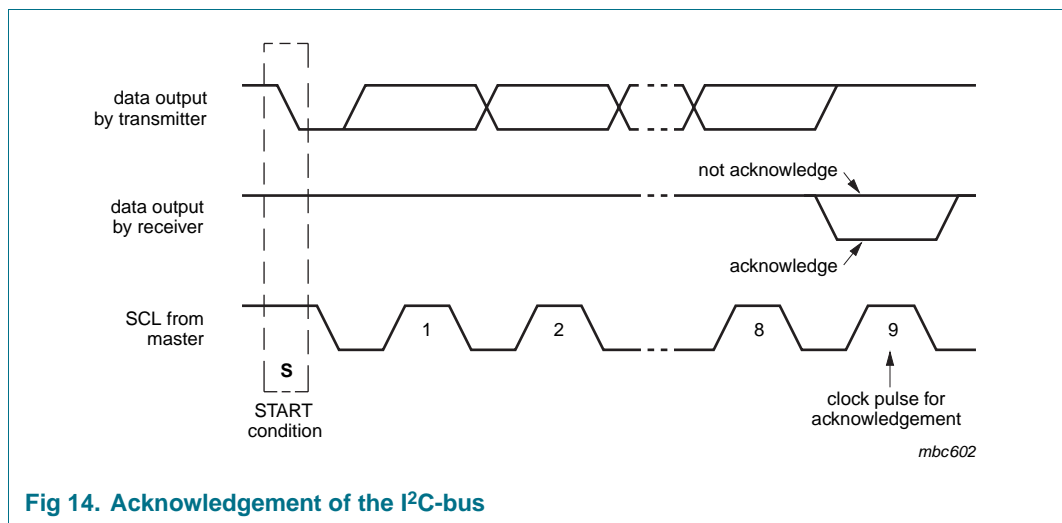 data output
by transmitter
not acknowledge
data output
by receiver
acknowledge
SCL from
master
1
2
8
9
S
START
condition
clock pulse for
acknowledgement
mbc602
Fig 14. Acknowledgement of the I²C-bus